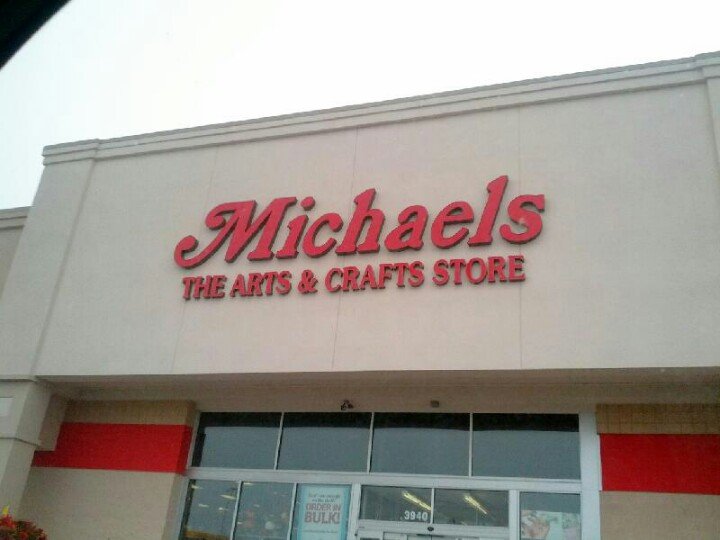 Michaels
THE ARTS & CRAFTS STORE
ORDER IN
BULK!
3940